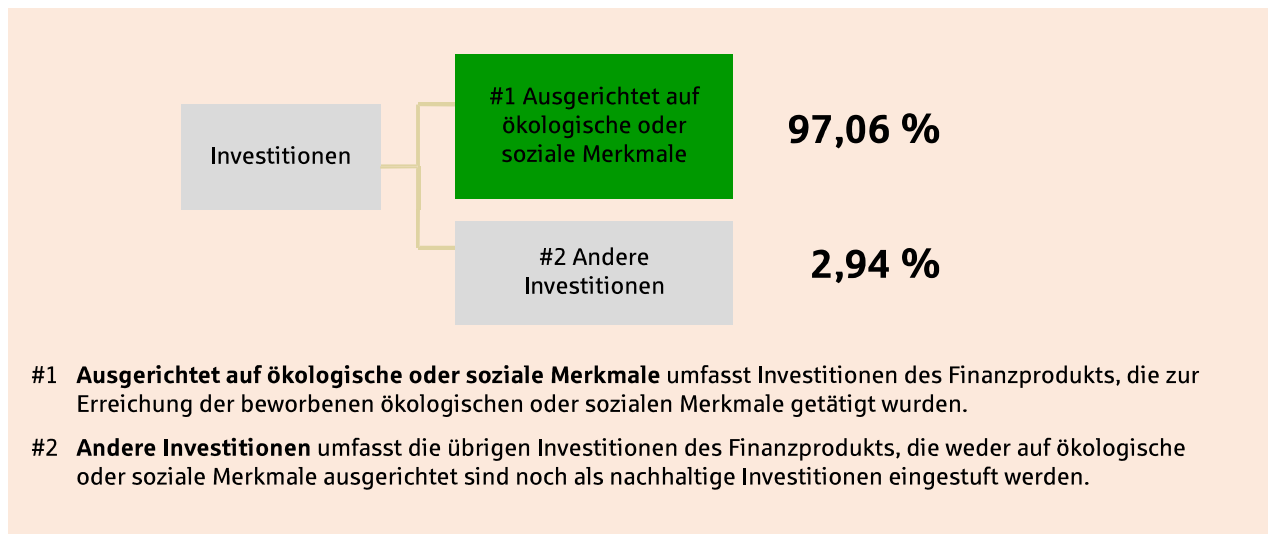 Investitionen
#1 Ausgerichtet auf
ökologische oder
soziale Merkmale
97,06 %
#2 Andere
Investitionen
2,94 %
#1 Ausgerichtet auf ökologische oder soziale Merkmale umfasst Investitionen des Finanzprodukts, die zur
Erreichung der beworbenen ökologischen oder sozialen Merkmale getätigt wurden.
#2 Andere Investitionen umfasst die übrigen Investitionen des Finanzprodukts, die weder auf ökologische
oder soziale Merkmale ausgerichtet sind noch als nachhaltige Investitionen eingestuft werden.